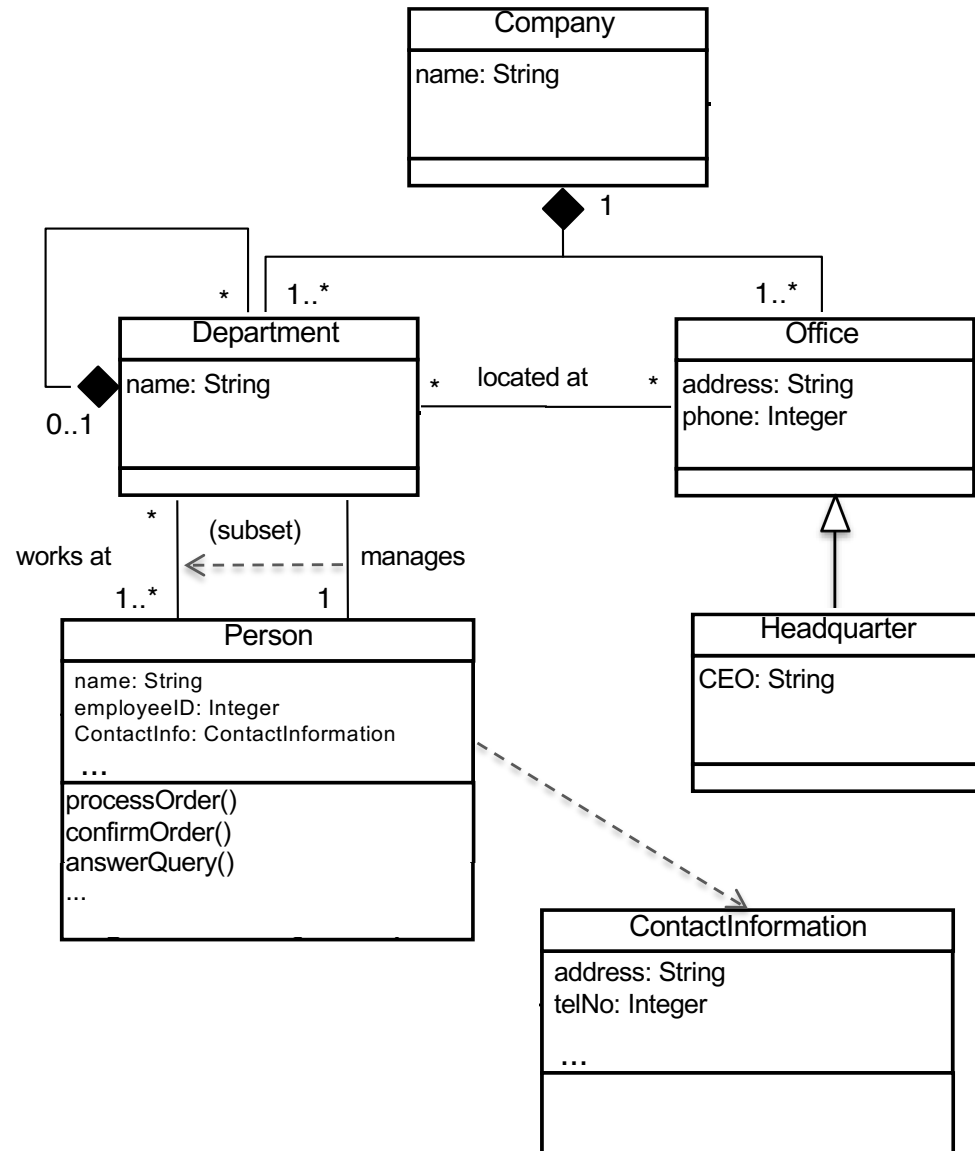 Company
name: String
1
* 1..* 1..*
Department
name: String
0..1
* located at *
Office
address: String
phone: Integer
* (subset)
works at manages
1..* 1
Person
name: String
employeeID: Integer
ContactInfo: ContactInformation
...
processOrder()
confirmOrder()
answerQuery()
...
Headquarter
CEO: String
ContactInformation
address: String
telNo: Integer
...